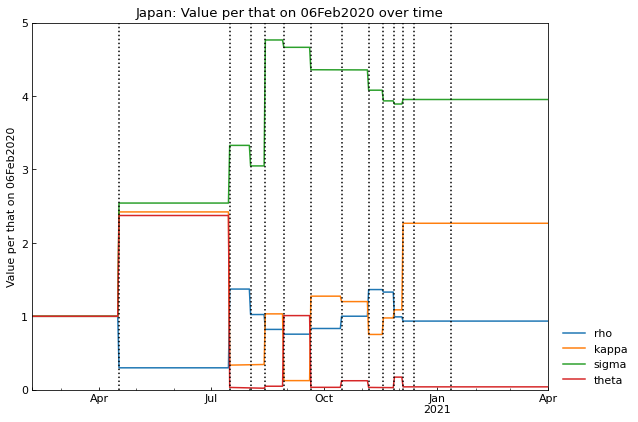 Japan: Value per that on 06Feb2020 over time
Value per that on 06Feb2020
5
4
3
2
1
0
Apr
Jul
Oct
Jan
2021
Apr
rho
kappa
sigma
theta